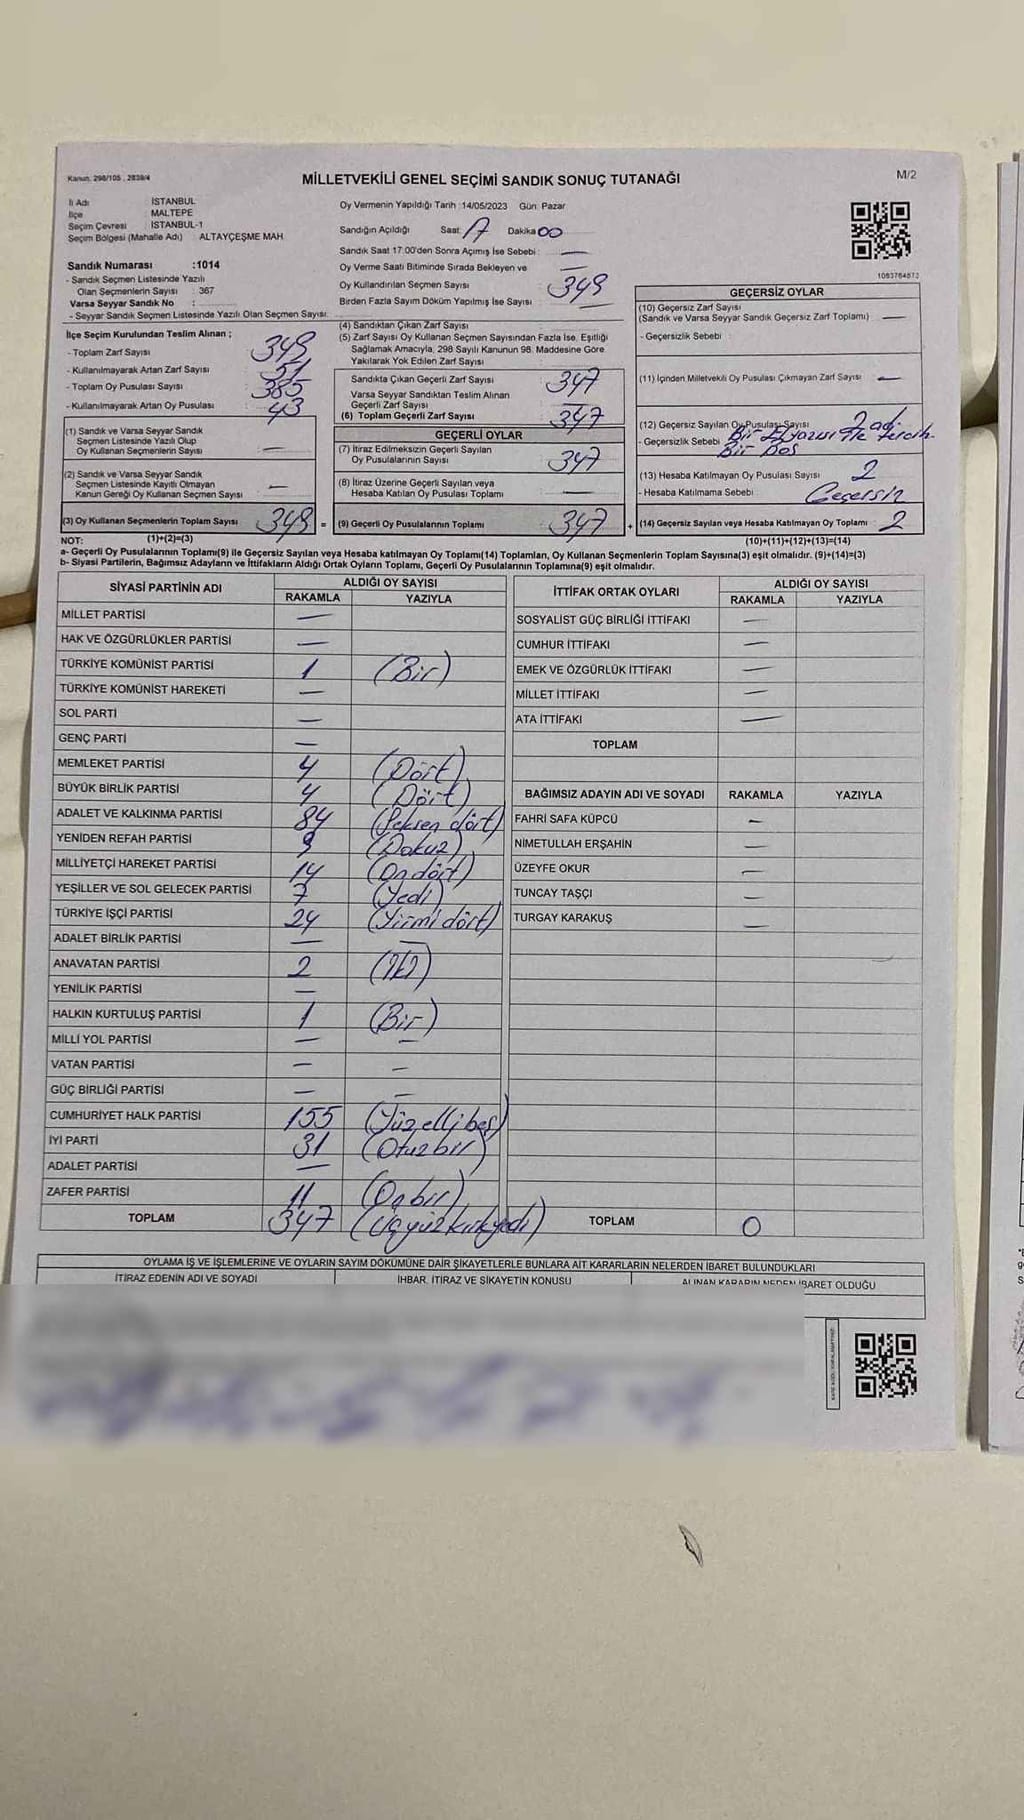 Kanun. 298/105 , 2839/4
MİLLETVEKİLİ GENEL SEÇİMİ SANDIK SONUÇ TUTANAĞI
M/2
İl Adı : İSTANBUL
İlçe : MALTEPE
Seçim Çevresi : İSTANBUL-1
Seçim Bölgesi (Mahalle Adı) ALTAYÇEŞME MAH.
Oy Vermenin Yapıldığı Tarih :14/05/2023 Gün: Pazar
Sandığın Açıldığı Saat: 17 Dakika 00
Sandık Saat 17:00'den Sonra Açımış İse Sebebi : —
Oy Verme Saati Bitiminde Sırada Bekleyen ve
Oy Kullandırılan Seçmen Sayısı —
Birden Fazla Sayım Döküm Yapılmış İse Sayısı 349
1083764873
Sandık Numarası :1014
- Sandık Seçmen Listesinde Yazılı
Olan Seçmenlerin Sayısı : 367
Varsa Seyyar Sandık No :
- Seyyar Sandık Seçmen Listesinde Yazılı Olan Seçmen Sayısı:
İlçe Seçim Kurulundan Teslim Alınan ;
- Toplam Zarf Sayısı : 349
- Kullanılmayarak Artan Zarf Sayısı : 51
- Toplam Oy Pusulası Sayısı : 385
- Kullanılmayarak Artan Oy Pusulası : 43
(1) Sandık ve Varsa Seyyar Sandık
Seçmen Listesinde Yazılı Olup
Oy Kullanan Seçmenlerin Sayısı : —
(2) Sandık ve Varsa Seyyar Sandık
Seçmen Listesinde Kayıtlı Olmayan
Kanun Gereği Oy Kullanan Seçmen Sayısı : —
(3) Oy Kullanan Seçmenlerin Toplam Sayısı 349 =
(4) Sandıktan Çıkan Zarf Sayısı :
(5) Zarf Sayısı Oy Kullanan Seçmen Sayısından Fazla İse, Eşitliği
Sağlamak Amacıyla, 298 Sayılı Kanunun 98. Maddesine Göre
Yakılarak Yok Edilen Zarf Sayısı
Sandıkta Çıkan Geçerli Zarf Sayısı : 347
Varsa Seyyar Sandıktan Teslim Alınan
Geçerli Zarf Sayısı : —
(6) Toplam Geçerli Zarf Sayısı : 347
GEÇERLİ OYLAR
(7) İtiraz Edilmeksizin Geçerli Sayılan
Oy Pusulalarının Sayısı : 347
(8) İtiraz Üzerine Geçerli Sayılan veya
Hesaba Katılan Oy Pusulası Toplamı : —
(9) Geçerli Oy Pusulalarının Toplamı 347 +
GEÇERSİZ OYLAR
(10) Geçersiz Zarf Sayısı
(Sandık ve Varsa Seyyar Sandık Geçersiz Zarf Toplamı) —
- Geçersizlik Sebebi :
(11) İçinden Milletvekili Oy Pusulası Çıkmayan Zarf Sayısı : —
(12) Geçersiz Sayılan Oy Pusulası Sayısı 2 adt
- Geçersizlik Sebebi Bir El yazısı ile tercih-
Bir Boş
(13) Hesaba Katılmayan Oy Pusulası Sayısı : 2
- Hesaba Katılmama Sebebi : Geçersiz
(14) Geçersiz Sayılan veya Hesaba Katılmayan Oy Toplamı : 2
NOT: (1)+(2)=(3) (10)+(11)+(12)+(13)=(14)
a- Geçerli Oy Pusulalarının Toplamı(9) ile Geçersiz Sayılan veya Hesaba katılmayan Oy Toplamı(14) Toplamları, Oy Kullanan Seçmenlerin Toplam Sayısına(3) eşit olmalıdır. (9)+(14)=(3)
b- Siyasi Partilerin, Bağımsız Adayların ve İttifakların Aldığı Ortak Oyların Toplamı, Geçerli Oy Pusulalarının Toplamına(9) eşit olmalıdır.
SİYASİ PARTİNİN ADI ALDIĞI OY SAYISI
RAKAMLA YAZIYLA
MİLLET PARTİSİ —
HAK VE ÖZGÜRLÜKLER PARTİSİ —
TÜRKİYE KOMÜNİST PARTİSİ 1 (Bir)
TÜRKİYE KOMÜNİST HAREKETİ —
SOL PARTİ —
GENÇ PARTİ —
MEMLEKET PARTİSİ 4 (Dört)
BÜYÜK BİRLİK PARTİSİ 4 (Dört)
ADALET VE KALKINMA PARTİSİ 84 (Seksen dört)
YENİDEN REFAH PARTİSİ 9 (Dokuz)
MİLLİYETÇİ HAREKET PARTİSİ 14 (On dört)
YEŞİLLER VE SOL GELECEK PARTİSİ 7 (Yedi)
TÜRKİYE İŞÇİ PARTİSİ 24 (Yirmi dört)
ADALET BİRLİK PARTİSİ — —
ANAVATAN PARTİSİ 2 (İki)
YENİLİK PARTİSİ —
HALKIN KURTULUŞ PARTİSİ 1 (Bir)
MİLLİ YOL PARTİSİ — —
VATAN PARTİSİ — —
GÜÇ BİRLİĞİ PARTİSİ — —
CUMHURİYET HALK PARTİSİ 155 (Yüz elli beş)
İYİ PARTİ 31 (Otuz bir)
ADALET PARTİSİ —
ZAFER PARTİSİ 11 (On bir)
TOPLAM 347 (Üç yüz kırk yedi)
İTTİFAK ORTAK OYLARI ALDIĞI OY SAYISI
RAKAMLA YAZIYLA
SOSYALİST GÜÇ BİRLİĞİ İTTİFAKI —
CUMHUR İTTİFAKI —
EMEK VE ÖZGÜRLÜK İTTİFAKI —
MİLLET İTTİFAKI —
ATA İTTİFAKI —
TOPLAM
BAĞIMSIZ ADAYIN ADI VE SOYADI RAKAMLA YAZIYLA
FAHRİ SAFA KÜPCÜ —
NİMETULLAH ERŞAHİN —
ÜZEYFE OKUR —
TUNCAY TAŞÇI —
TURGAY KARAKUŞ —
TOPLAM 0
OYLAMA İŞ VE İŞLEMLERİNE VE OYLARIN SAYIM DÖKÜMÜNE DAİR ŞİKAYETLERLE BUNLARA AİT KARARLARIN NELERDEN İBARET BULUNDUKLARI
İTİRAZ EDENİN ADI VE SOYADI İHBAR, İTİRAZ VE ŞİKAYETİN KONUSU ALINAN KARARIN NEDEN İBARET OLDUĞU